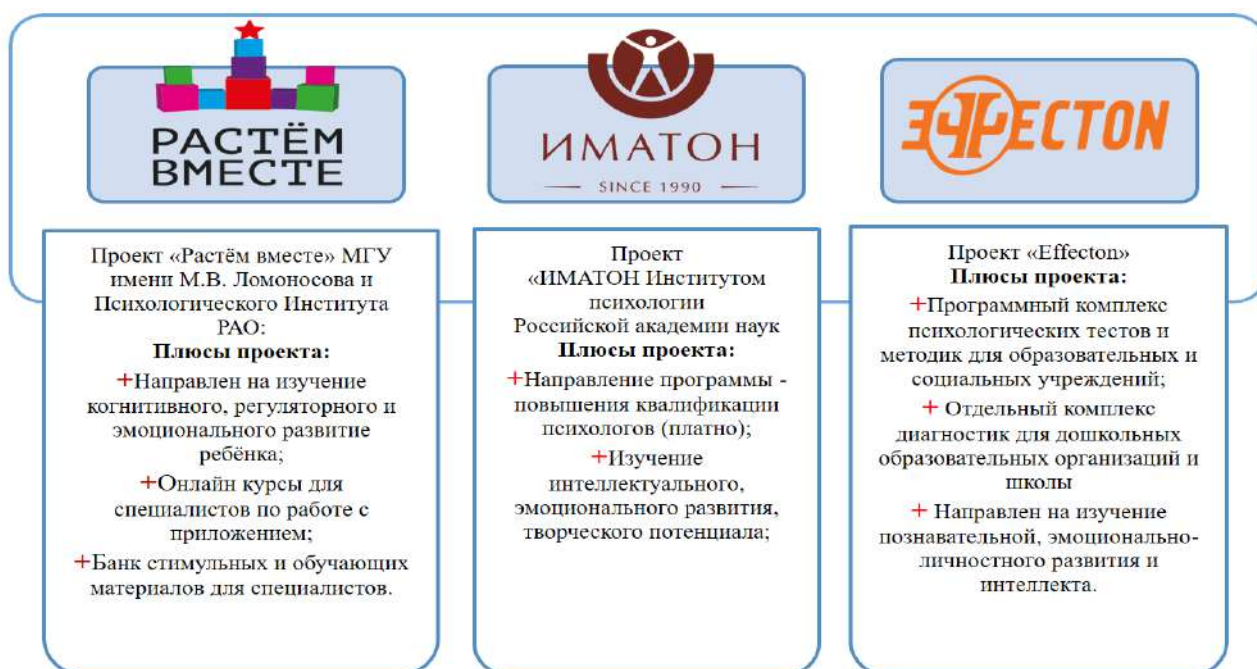 РАСТЁМ
ВМЕСТЕ
Проект «Растём вместе» МГУ
имени М.В. Ломоносова и
Психологического Института
РАО:
Плюсы проекта:
+Направлен на изучение
когнитивного, регуляторного и
эмоционального развитие
ребёнка;
+Онлайн курсы для
специалистов по работе с
приложением;
+Банк стимульных и обучающих
материалов для специалистов.
ИМАТОН
SINCE 1990
Проект
«ИМАТОН Институтом
психологии
Российской академии наук
Плюсы проекта:
+Направление программы -
повышения квалификации
психологов (платно);
+Изучение
интеллектуального,
эмоционального развития,
творческого потенциала;
EFFECTON
Проект «Effecton»
Плюсы проекта:
+Программный комплекс
психологических тестов и
методик для образовательных и
социальных учреждений;
+ Отдельный комплекс
диагностик для дошкольных
образовательных организаций и
школы
+ Направлен на изучение
познавательной, эмоционально-
личностного развития и
интеллекта.